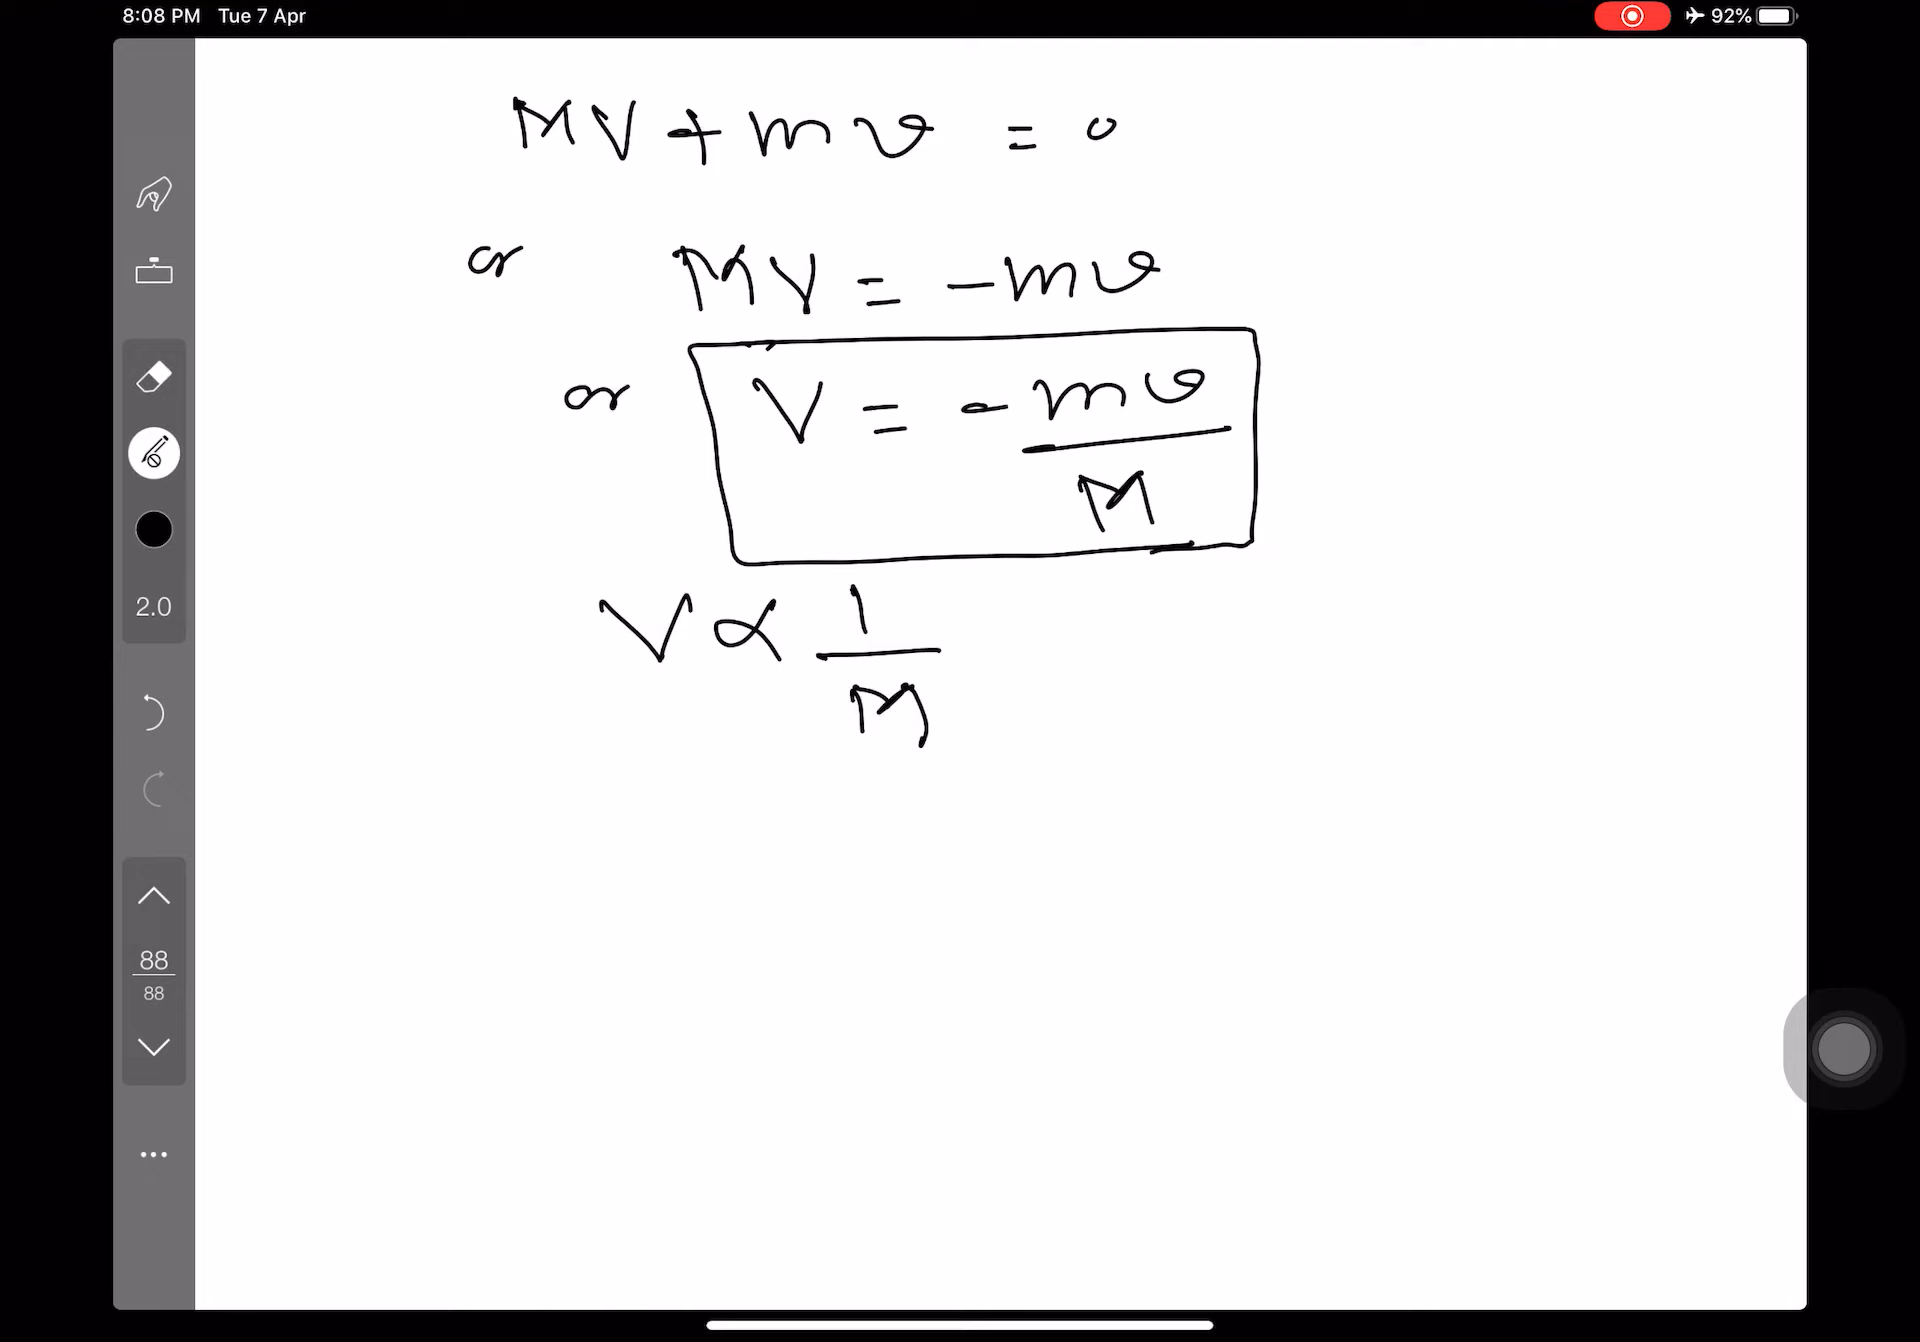 8:08 PM Tue 7 Apr 92%
MV + mv = 0
or MV = -mv
or V = - mv / M
V ∝ 1 / M
2.0
88
88